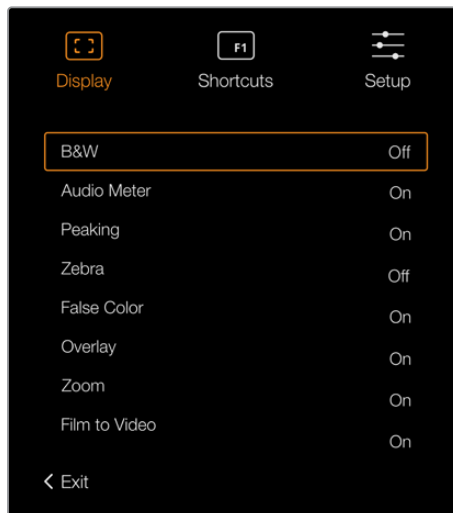 F1
Display Shortcuts Setup
B&W Off
Audio Meter On
Peaking On
Zebra Off
False Color On
Overlay On
Zoom On
Film to Video On
Exit